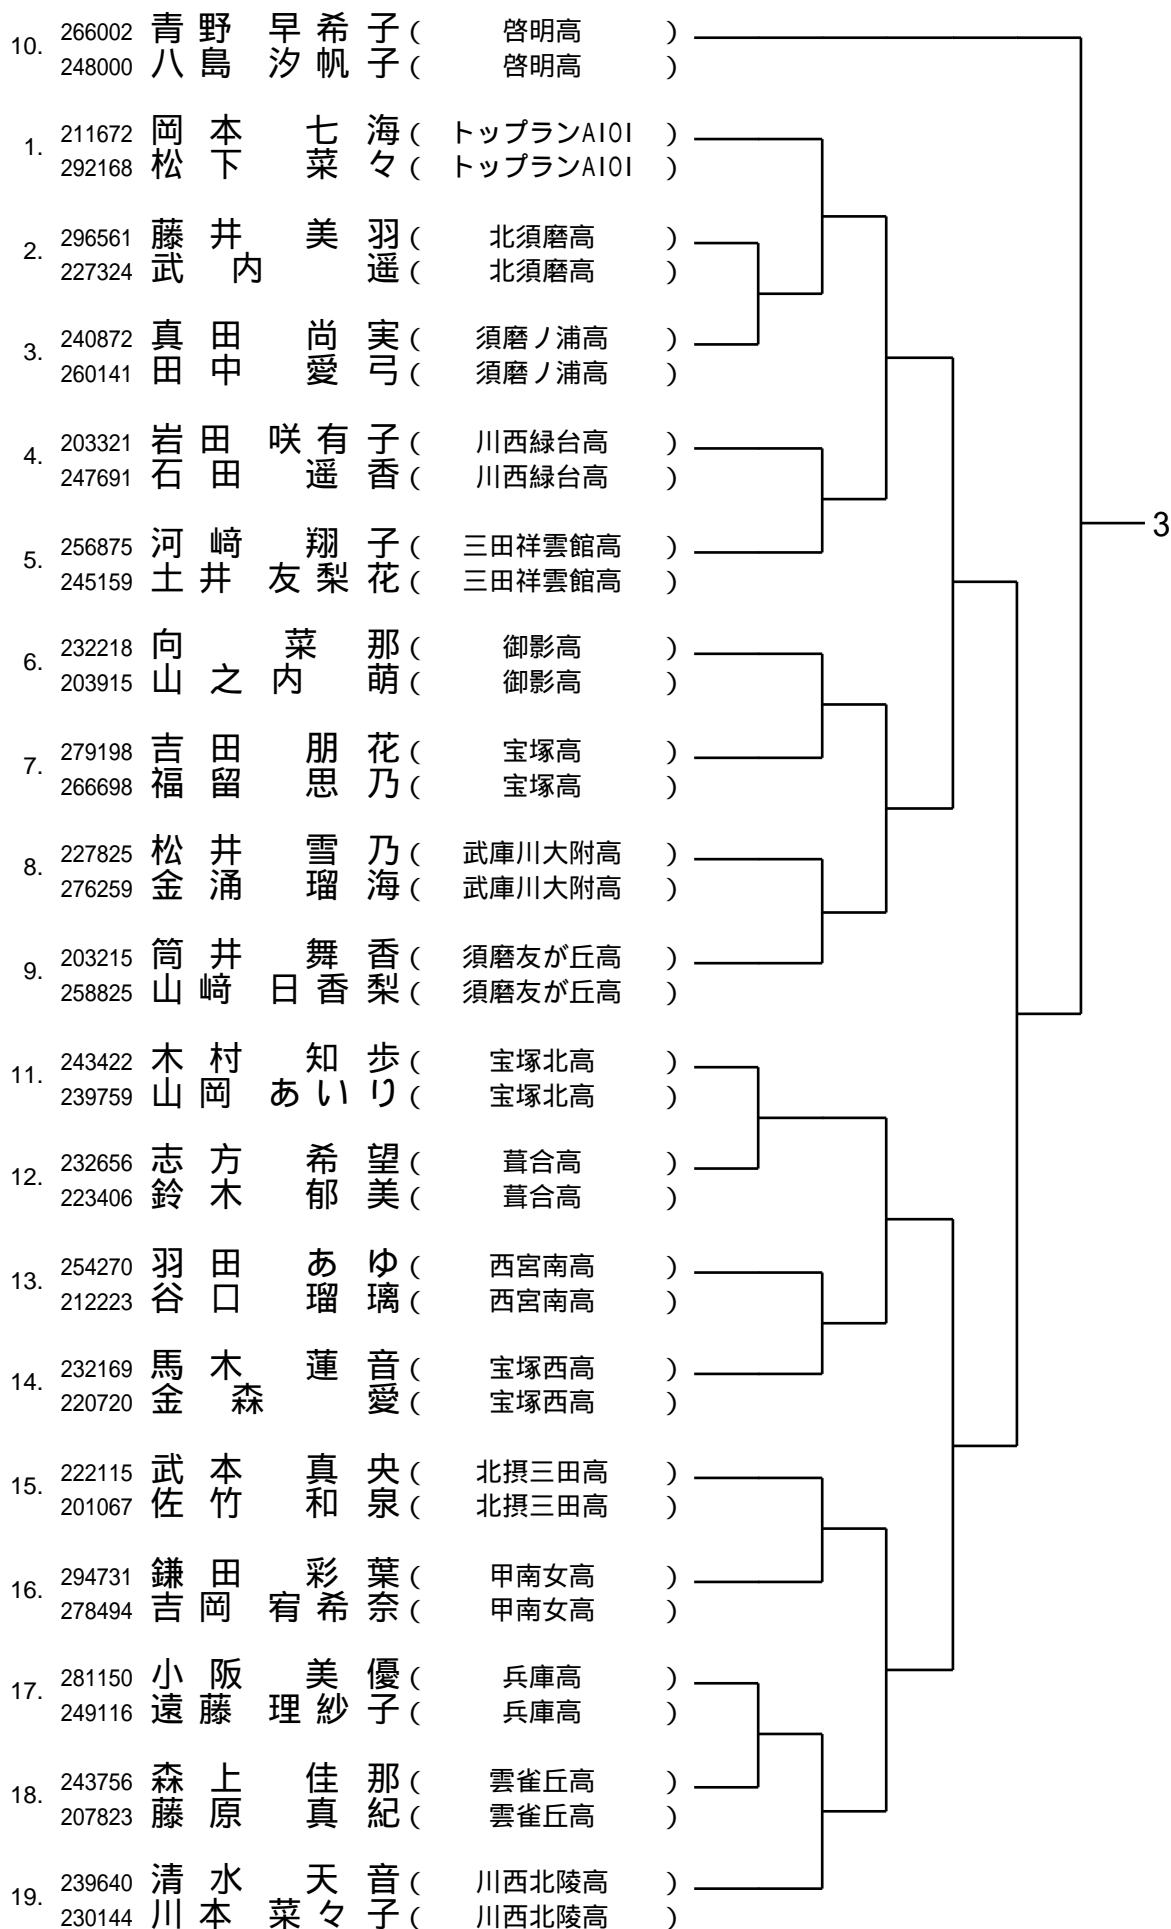 10. 266002 青野 早希子 ( 啓明高 )
248000 八島 汐帆子 ( 啓明高 )
1. 211672 岡本 七海 ( トップランAIOI )
292168 松下 菜々 ( トップランAIOI )
2. 296561 藤井 美羽 ( 北須磨高 )
227324 武内 遥 ( 北須磨高 )
3. 240872 真田 尚実 ( 須磨ノ浦高 )
260141 田中 愛弓 ( 須磨ノ浦高 )
4. 203321 岩田 咲有子 ( 川西緑台高 )
247691 石田 遥香 ( 川西緑台高 )
3
5. 256875 河﨑 翔子 ( 三田祥雲館高 )
245159 土井 友梨花 ( 三田祥雲館高 )
6. 232218 向 菜那 ( 御影高 )
203915 山之内 萌 ( 御影高 )
7. 279198 吉田 朋花 ( 宝塚高 )
266698 福留 思乃 ( 宝塚高 )
8. 227825 松井 雪乃 ( 武庫川大附高 )
276259 金涌 瑠海 ( 武庫川大附高 )
9. 203215 筒井 舞香 ( 須磨友が丘高 )
258825 山﨑 日香梨 ( 須磨友が丘高 )
11. 243422 木村 知歩 ( 宝塚北高 )
239759 山岡 あいり ( 宝塚北高 )
12. 232656 志方 希望 ( 葺合高 )
223406 鈴木 郁美 ( 葺合高 )
13. 254270 羽田 あゆ ( 西宮南高 )
212223 谷口 瑠璃 ( 西宮南高 )
14. 232169 馬木 蓮音 ( 宝塚西高 )
220720 金森 愛 ( 宝塚西高 )
15. 222115 武本 真央 ( 北摂三田高 )
201067 佐竹 和泉 ( 北摂三田高 )
16. 294731 鎌田 彩葉 ( 甲南女高 )
278494 吉岡 宥希奈 ( 甲南女高 )
17. 281150 小阪 美優 ( 兵庫高 )
249116 遠藤 理紗子 ( 兵庫高 )
18. 243756 森上 佳那 ( 雲雀丘高 )
207823 藤原 真紀 ( 雲雀丘高 )
19. 239640 清水 天音 ( 川西北陵高 )
230144 川本 菜々子 ( 川西北陵高 )